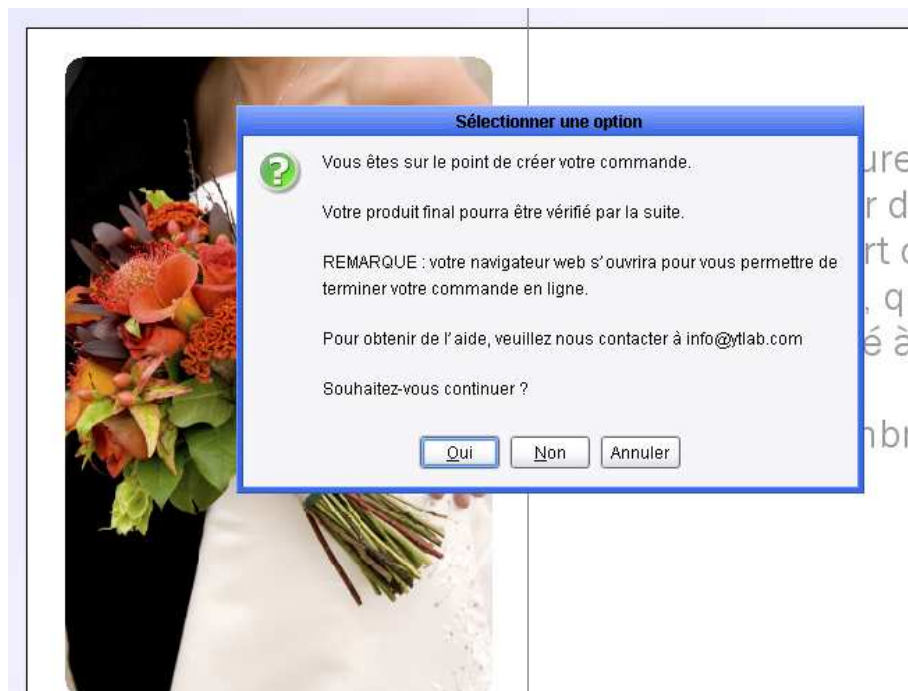 Sélectionner une option
Vous êtes sur le point de créer votre commande.
Votre produit final pourra être vérifié par la suite.
REMARQUE : votre navigateur web s'ouvrira pour vous permettre de
terminer votre commande en ligne.
Pour obtenir de l'aide, veuillez nous contacter à info@ytlab.com
Souhaitez-vous continuer ?
Oui Non Annuler